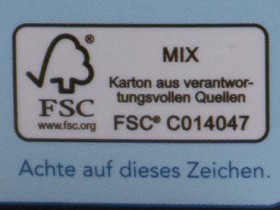 MIX
Karton aus verantwor-
tungsvollen Quellen
FSC® C014047
FSC
www.fsc.org
Achte auf dieses Zeichen.